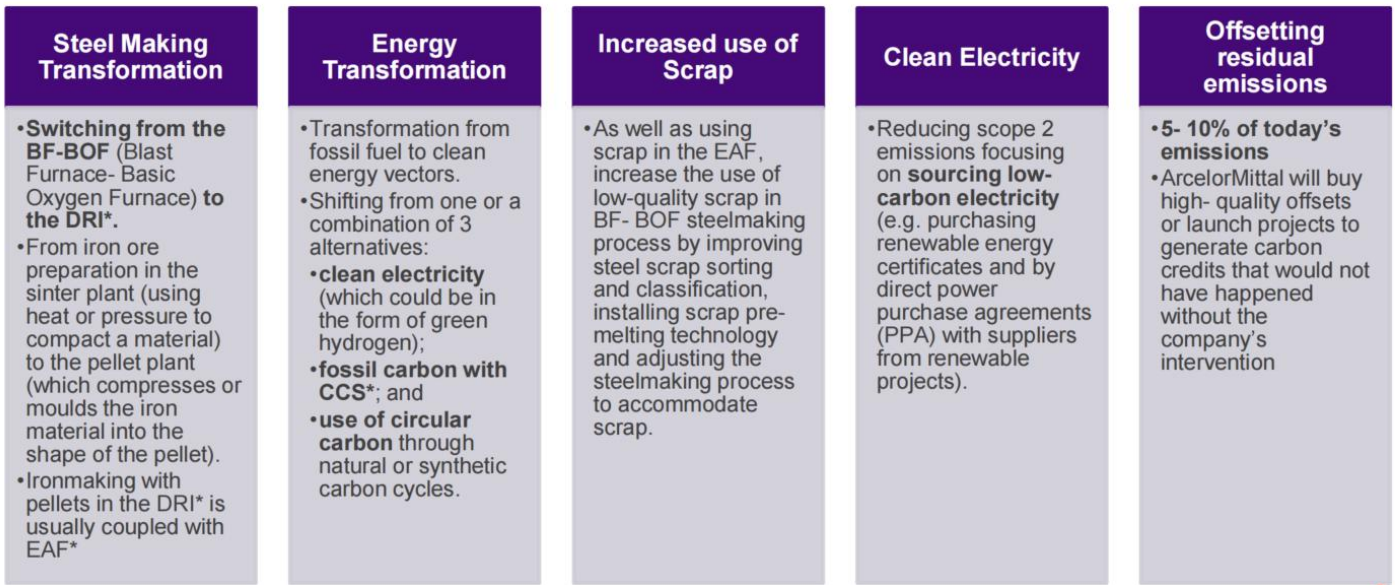 Steel Making
Transformation
•Switching from the
BF-BOF (Blast
Furnace- Basic
Oxygen Furnace) to
the DRI*.
•From iron ore
preparation in the
sinter plant (using
heat or pressure to
compact a material)
to the pellet plant
(which compresses or
moulds the iron
material into the
shape of the pellet).
•Ironmaking with
pellets in the DRI* is
usually coupled with
EAF*
Energy
Transformation
•Transformation from
fossil fuel to clean
energy vectors.
•Shifting from one or a
combination of 3
alternatives:
•clean electricity
(which could be in
the form of green
hydrogen);
•fossil carbon with
CCS*; and
•use of circular
carbon through
natural or synthetic
carbon cycles.
Increased use of
Scrap
•As well as using
scrap in the EAF,
increase the use of
low-quality scrap in
BF- BOF steelmaking
process by improving
steel scrap sorting
and classification,
installing scrap pre-
melting technology
and adjusting the
steelmaking process
to accommodate
scrap.
Clean Electricity
•Reducing scope 2
emissions focusing
on sourcing low-
carbon electricity
(e.g. purchasing
renewable energy
certificates and by
direct power
purchase agreements
(PPA) with suppliers
from renewable
projects).
Offsetting
residual
emissions
•5- 10% of today's
emissions
•ArcelorMittal will buy
high- quality offsets
or launch projects to
generate carbon
credits that would not
have happened
without the
company's
intervention